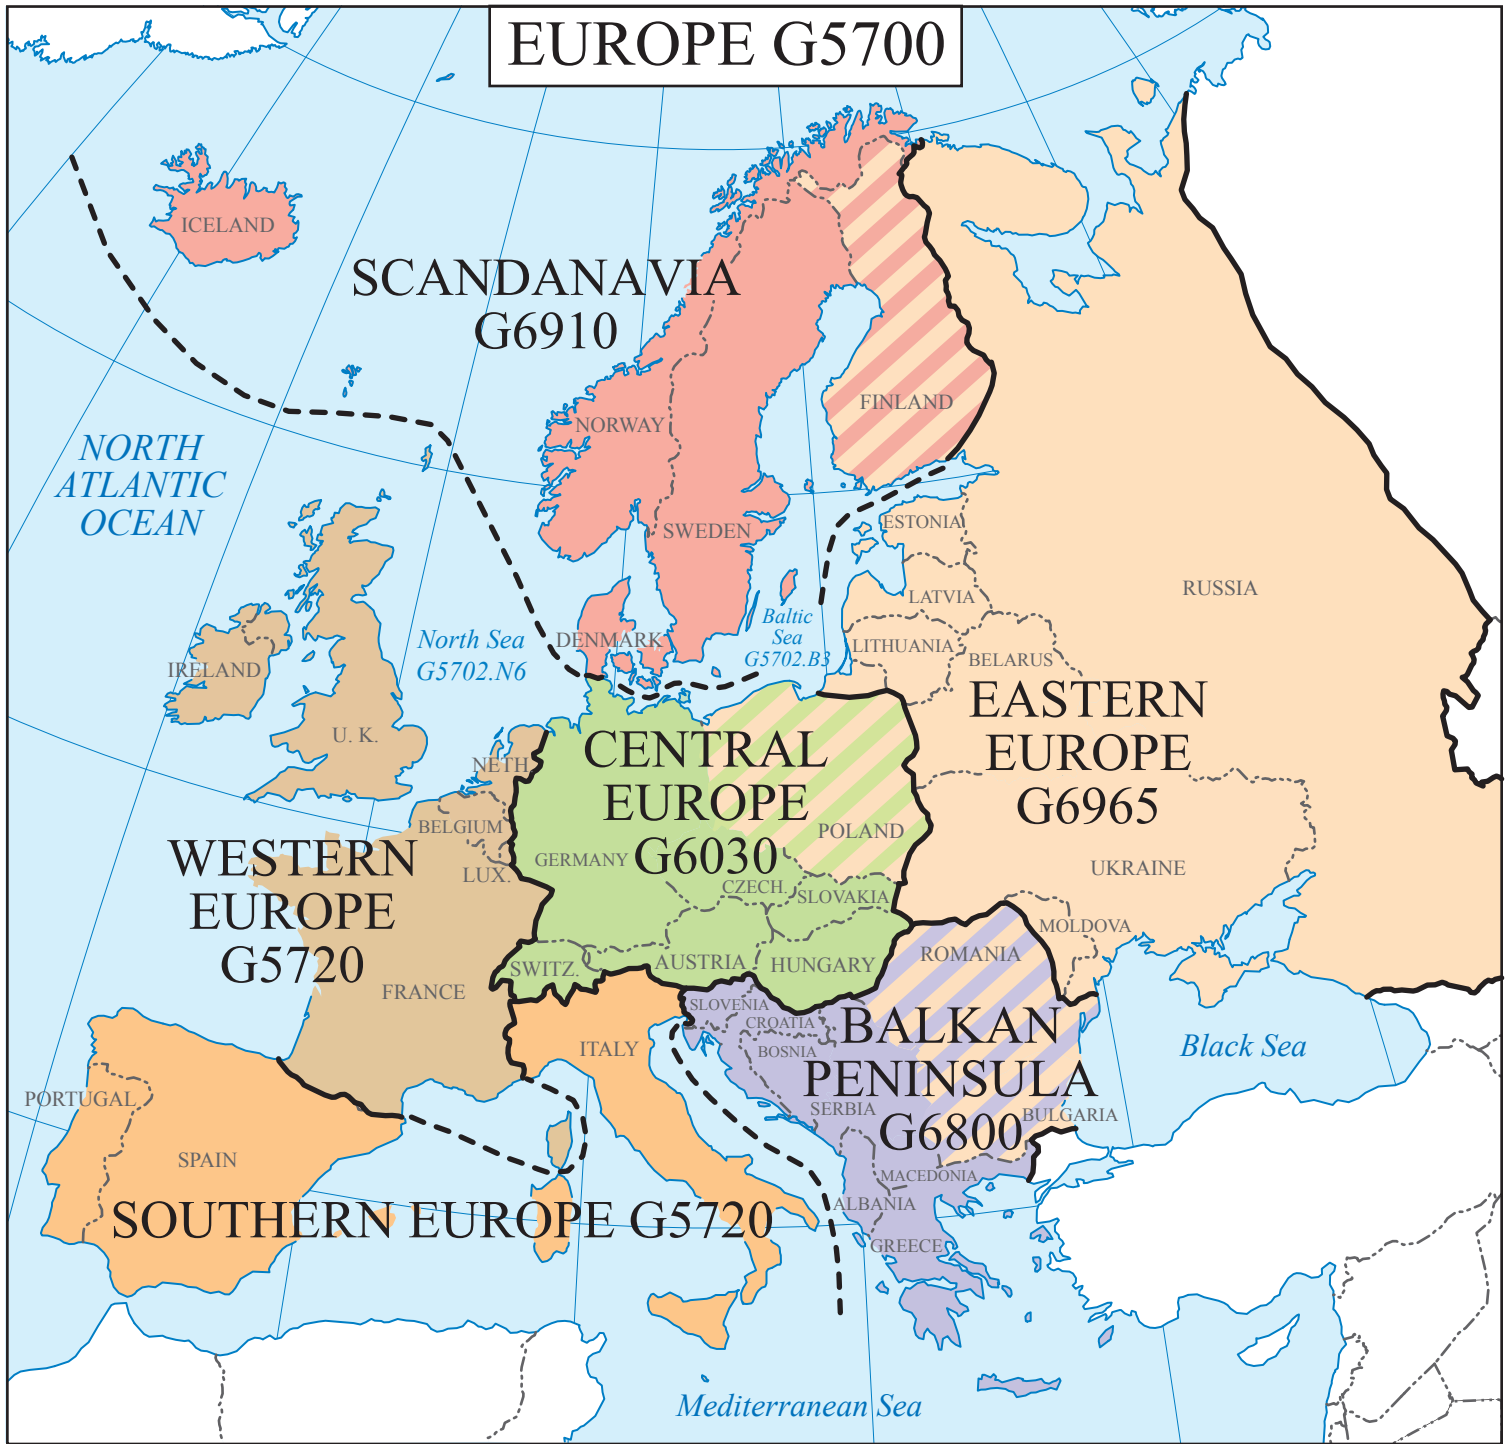 EUROPE G5700
ICELAND
SCANDANAVIA
G6910
FINLAND
NORWAY
SWEDEN
NORTH
ATLANTIC
OCEAN
ESTONIA
RUSSIA
LATVIA
Baltic
Sea
G5702.B3
North Sea
G5702.N6
DENMARK
LITHUANIA
BELARUS
IRELAND
EASTERN
EUROPE
G6965
U. K.
CENTRAL
EUROPE
G6030
NETH.
BELGIUM
POLAND
WESTERN
EUROPE
G5720
GERMANY
LUX.
UKRAINE
CZECH.
SLOVAKIA
MOLDOVA
ROMANIA
SWITZ.
AUSTRIA
HUNGARY
FRANCE
SLOVENIA
CROATIA
BALKAN
PENINSULA
G6800
ITALY
BOSNIA
Black Sea
PORTUGAL
SERBIA
BULGARIA
SPAIN
MACEDONIA
ALBANIA
SOUTHERN EUROPE G5720
GREECE
Mediterranean Sea